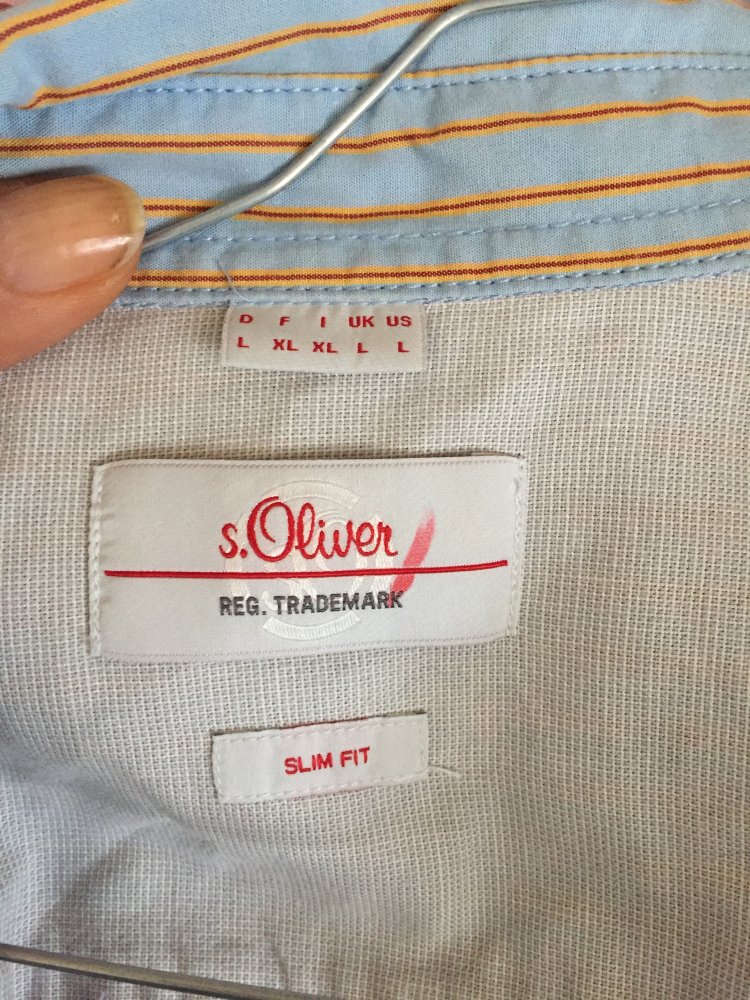 D F I UK US
L XL XL L L
s.Oliver
REG. TRADEMARK
SLIM FIT